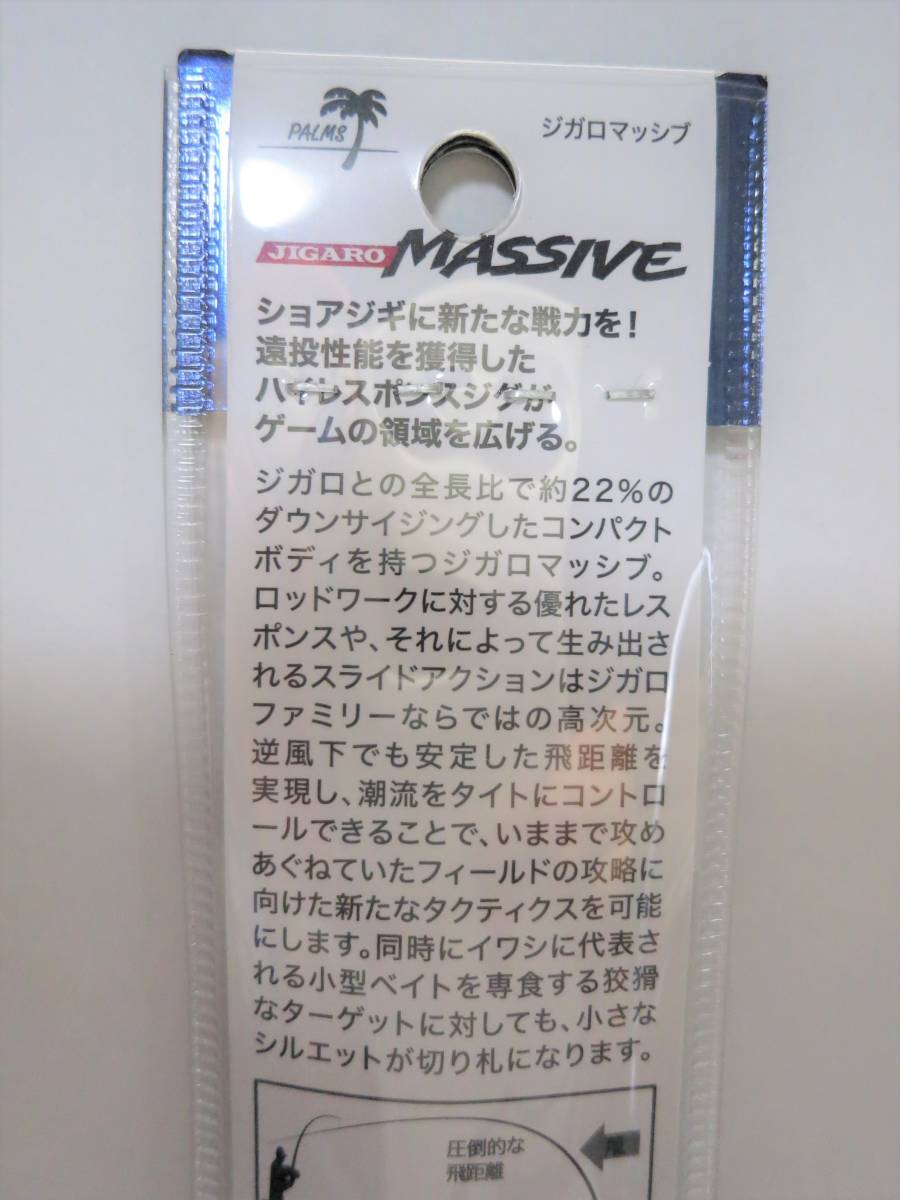 PALMS
ジガロマッシブ
JIGARO MASSIVE
ショアジギに新たな戦力を!
遠投性能を獲得した
ハイレスポンスジグが
ゲームの領域を広げる。
ジガロとの全長比で約22%の
ダウンサイジングしたコンパクト
ボディを持つジガロマッシブ。
ロッドワークに対する優れたレス
ポンスや、それによって生み出さ
れるスライドアクションはジガロ
ファミリーならではの高次元。
逆風下でも安定した飛距離を
実現し、潮流をタイトにコントロ
ールできることで、いままで攻め
あぐねていたフィールドの攻略に
向けた新たなタクティクスを可能
にします。同時にイワシに代表さ
れる小型ベイトを専食する狡猾
なターゲットに対しても、小さな
シルエットが切り札になります。
圧倒的な
飛距離
風